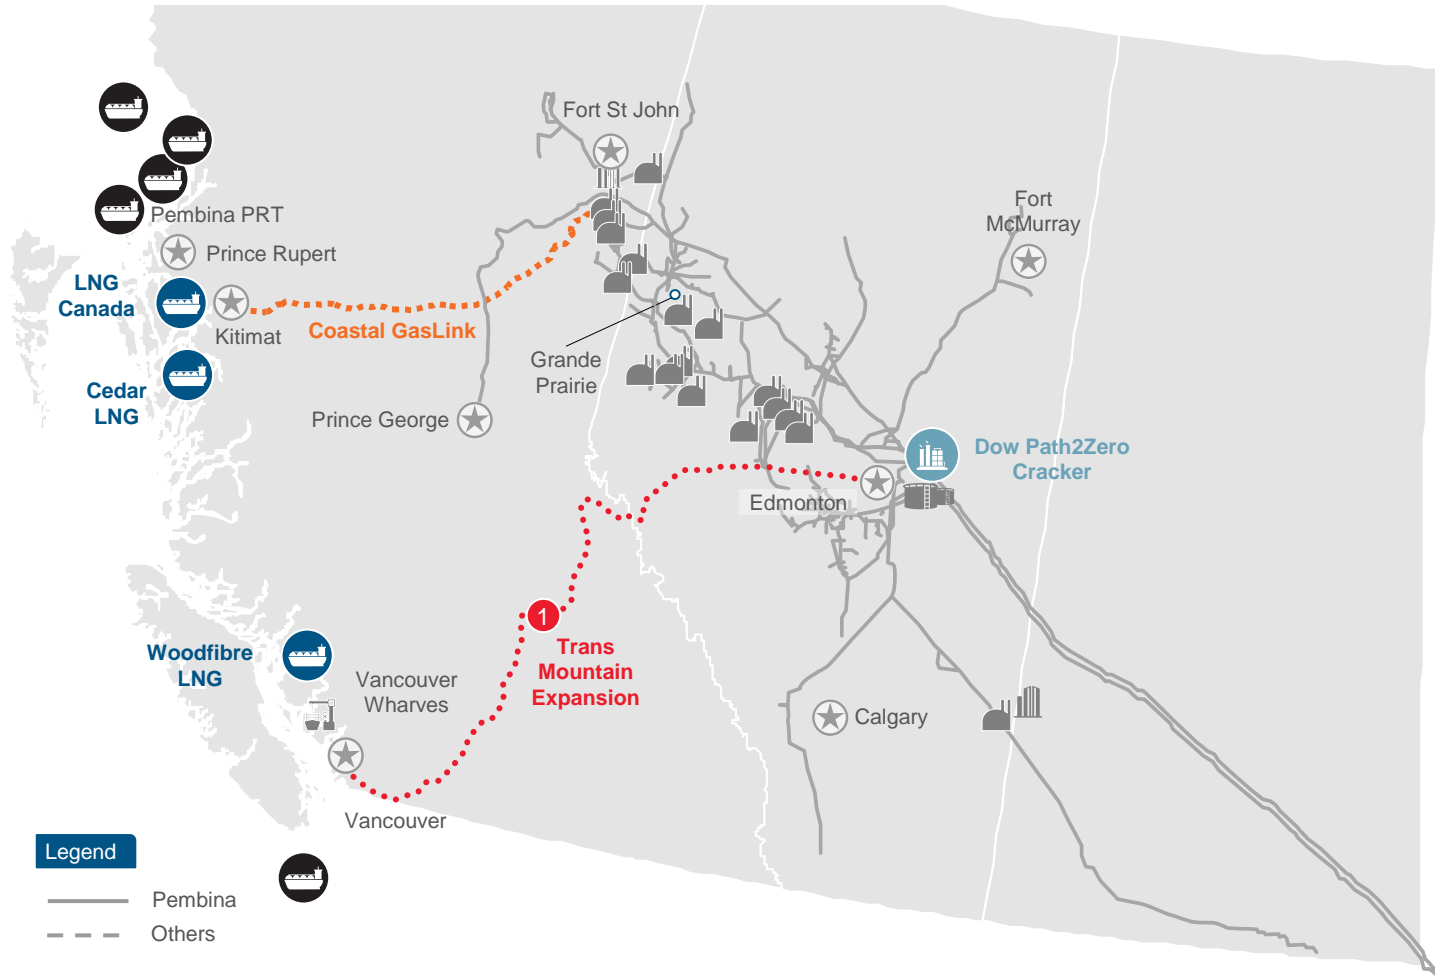 Fort St John
Fort
McMurray
Pembina PRT
Prince Rupert
LNG
Canada
Kitimat
Coastal GasLink
Grande
Prairie
Cedar
LNG
Prince George
Dow Path2Zero
Cracker
Edmonton
1
Trans
Mountain
Expansion
Woodfibre
LNG
Vancouver
Wharves
Calgary
Vancouver
Legend
Pembina
Others